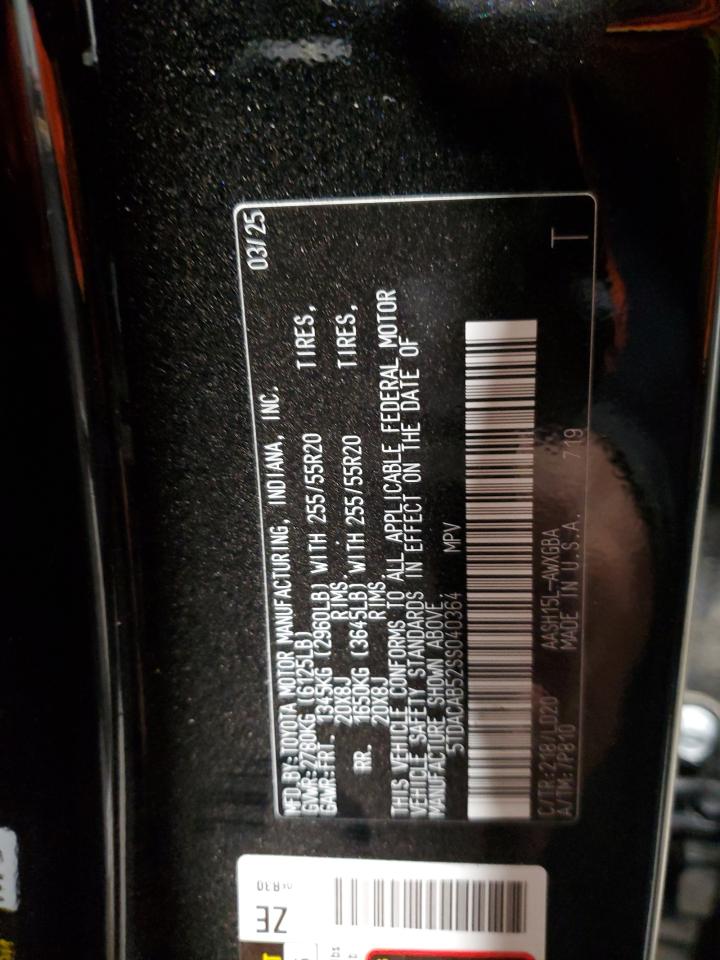 03/25
MFD.BY:TOYOTA MOTOR MANUFACTURING, INDIANA, INC.
GVWR:2780KG (6125LB)
GAWR:FRT. 1345KG (2960LB) WITH 255/55R20 TIRES,
20X8J RIMS,
RR. 1650KG (3645LB) WITH 255/55R20 TIRES,
20X8J RIMS
THIS VEHICLE CONFORMS TO ALL APPLICABLE FEDERAL MOTOR
VEHICLE SAFETY STANDARDS IN EFFECT ON THE DATE OF
MANUFACTURE SHOWN ABOVE.
5TDACAB52SS040364 MPV
C/TR:218/LD20 AASH15L-AWXGBA 719 T
A/TM:7P810 MADE IN U.S.A.
ZE